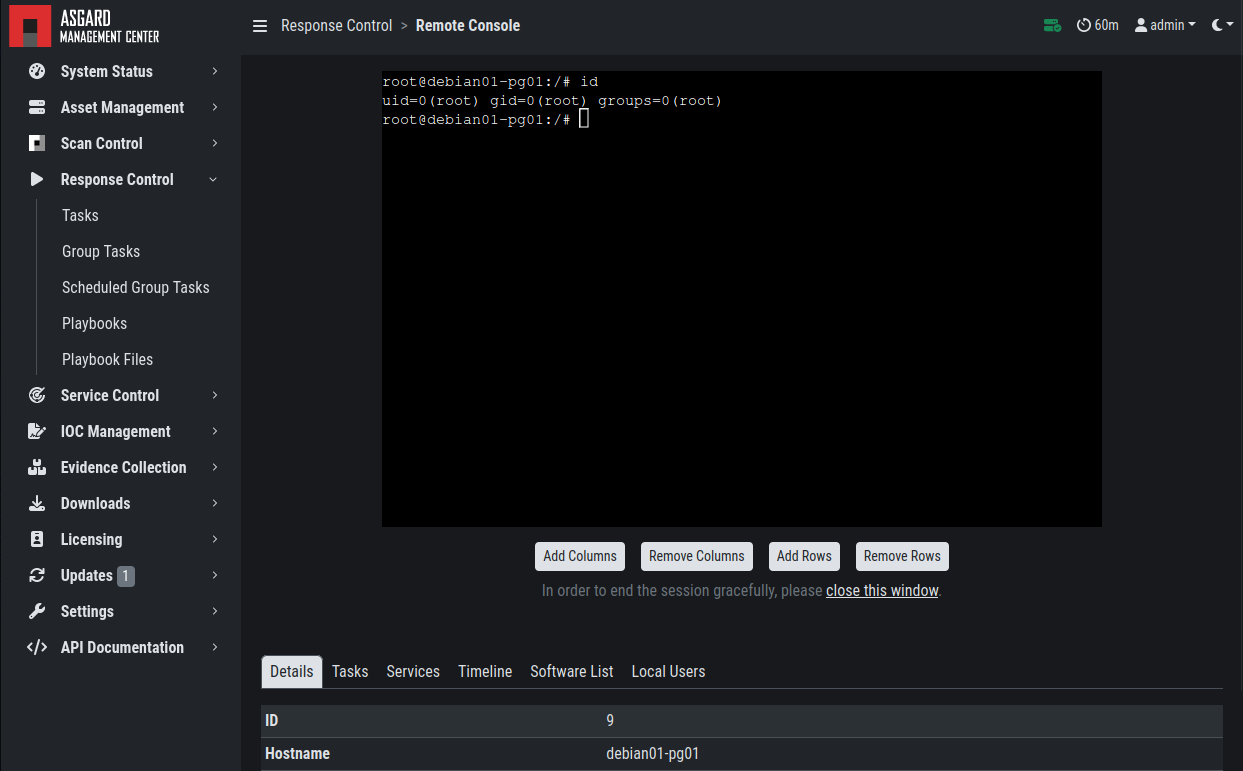 ASGARD
MANAGEMENT CENTER
Response Control > Remote Console
60m
admin
System Status
Asset Management
Scan Control
Response Control
Tasks
Group Tasks
Scheduled Group Tasks
Playbooks
Playbook Files
Service Control
IOC Management
Evidence Collection
Downloads
Licensing
Updates 1
Settings
API Documentation
root@debian01-pg01:/# id
uid=0(root) gid=0(root) groups=0(root)
root@debian01-pg01:/#
Add Columns Remove Columns Add Rows Remove Rows
In order to end the session gracefully, please close this window.
Details Tasks Services Timeline Software List Local Users
ID 9
Hostname debian01-pg01